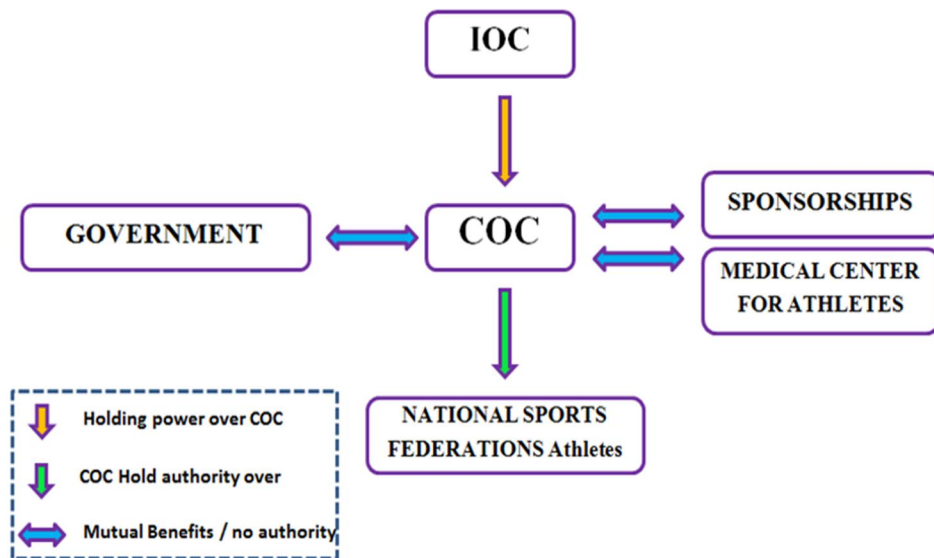 IOC
GOVERNMENT
COC
SPONSORSHIPS
MEDICAL CENTER
FOR ATHLETES
NATIONAL SPORTS
FEDERATIONS Athletes
Holding power over COC
COC Hold authority over
Mutual Benefits / no authority